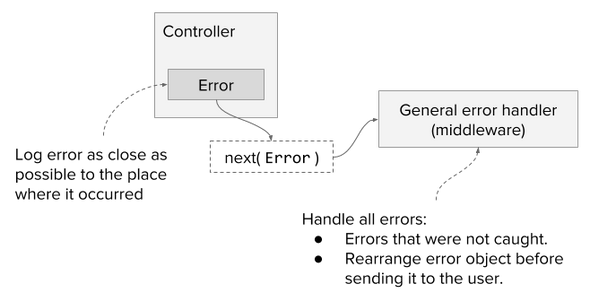 Controller
Error
General error handler
(middleware)
next( Error )
Log error as close as
possible to the place
where it occurred
Handle all errors:
● Errors that were not caught.
● Rearrange error object before
sending it to the user.